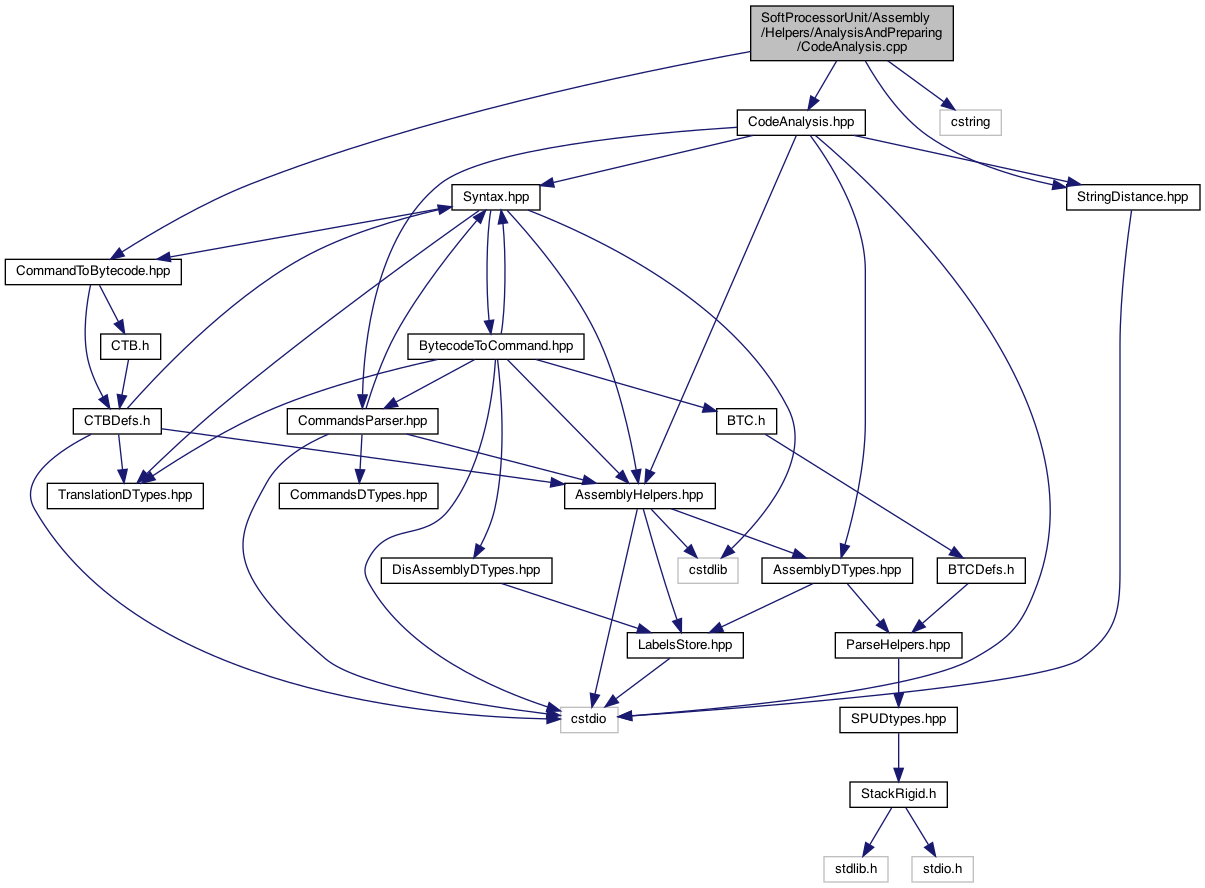 SoftProcessorUnit/Assembly
/Helpers/AnalysisAndPreparing
/CodeAnalysis.cpp
CodeAnalysis.hpp
cstring
Syntax.hpp
StringDistance.hpp
CommandToBytecode.hpp
CTB.h
BytecodeToCommand.hpp
CTBDefs.h
CommandsParser.hpp
BTC.h
TranslationDTypes.hpp
CommandsDTypes.hpp
AssemblyHelpers.hpp
DisAssemblyDTypes.hpp
cstdlib
AssemblyDTypes.hpp
BTCDefs.h
LabelsStore.hpp
ParseHelpers.hpp
cstdio
SPUDtypes.hpp
StackRigid.h
stdlib.h
stdio.h